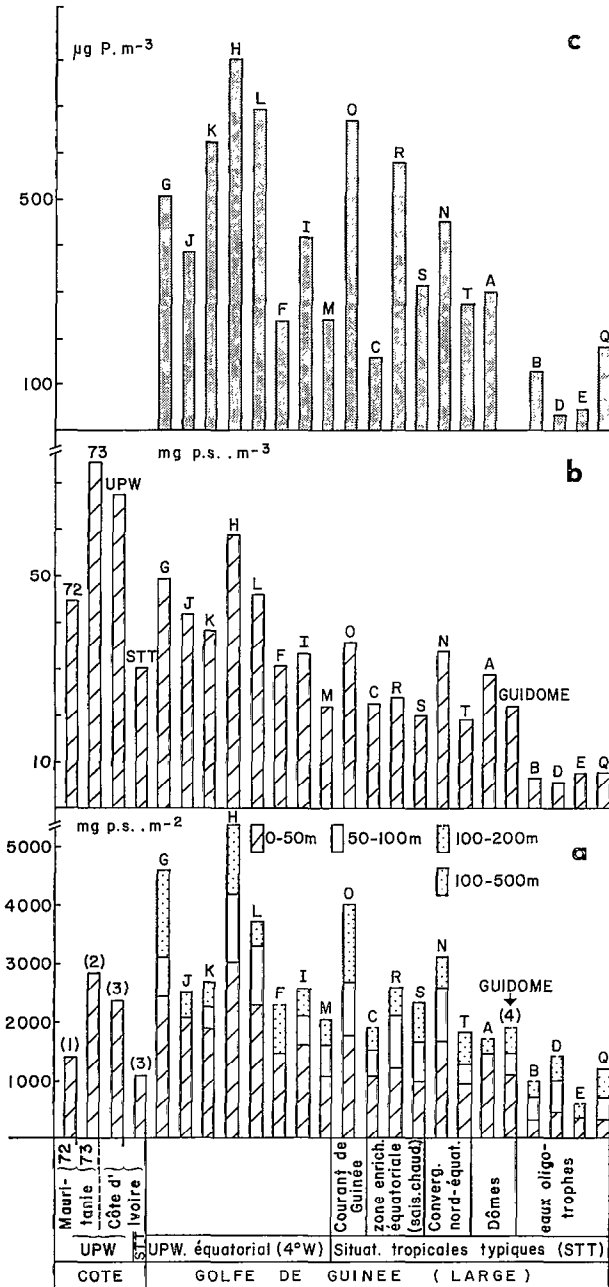 µg P. m-3
c
H
L
O
K
R
G
N
I
J
S
A
T
F
M
Q
C
B
E
D
500
100
mg p.s. . m-3
b
73
UPW
72
STT
H
G
L
J
K
O
N
I
F
A
R
C
M
S
T
GUIDOME
B
D
E
Q
50
10
mg p.s. . m-2
a
0-50m
50-100m
100-200m
100-500m
5000
4000
3000
2000
1000
(1)
(2)
(3)
(3)
G
J
K
H
L
F
I
M
O
C
R
S
N
T
A
GUIDOME
(4)
B
D
E
Q
72
73
Mauri-
tanie
Côte d'
Ivoire
UPW
STT
Courant de
Guinée
zone enrich.
équatoriale
(sais.chaud)
Converg.
nord-équat.
Dômes
eaux oligo-
trophes
UPW. équatorial (4°W)
Situat. tropicales typiques (STT)
COTE
GOLFE DE GUINEE (LARGE)